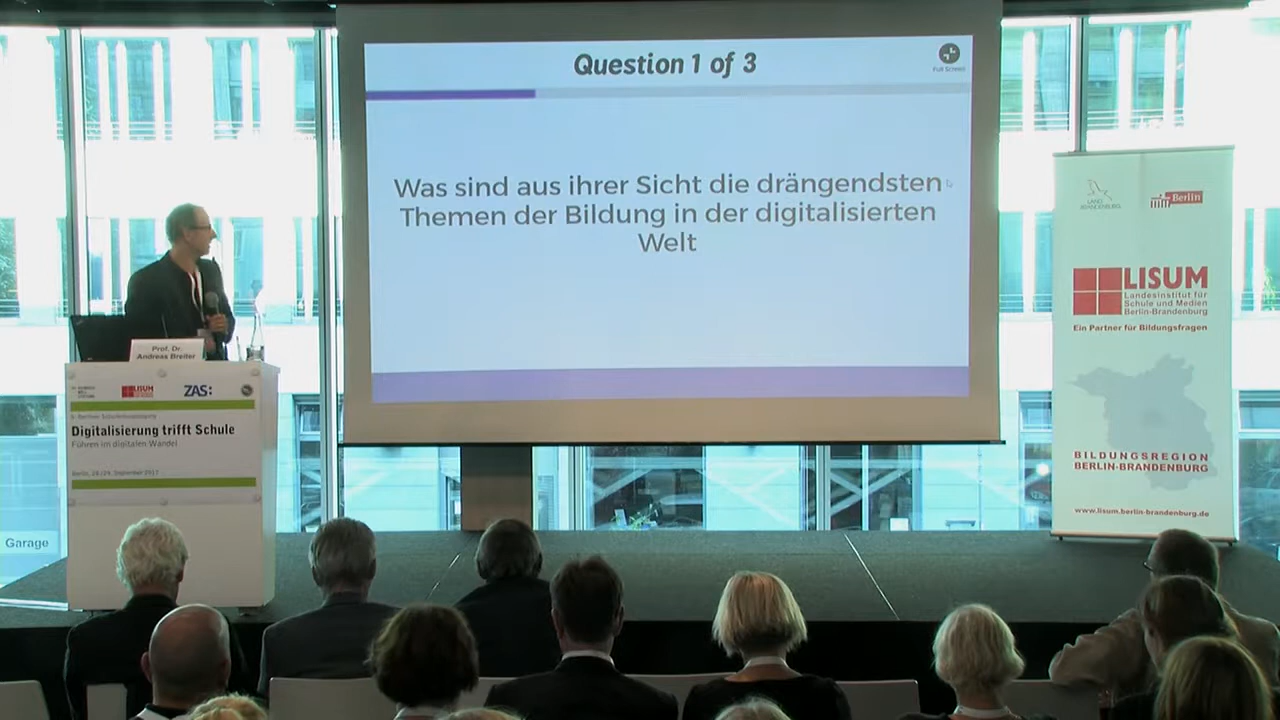 Question 1 of 3
Full Screen
Was sind aus ihrer Sicht die drängendsten
Themen der Bildung in der digitalisierten
Welt
Prof. Dr.
Andreas Breiter
LISUM
ZAS:
Digitalisierung trifft Schule
Führen im digitalen Wandel
Berlin, 28./29. September 2017
Garage
LAND
BRANDENBURG
Berlin
LISUM
Landesinstitut für
Schule und Medien
Berlin-Brandenburg
Ein Partner für Bildungsfragen
BILDUNGSREGION
BERLIN-BRANDENBURG
www.lisum.berlin-brandenburg.de